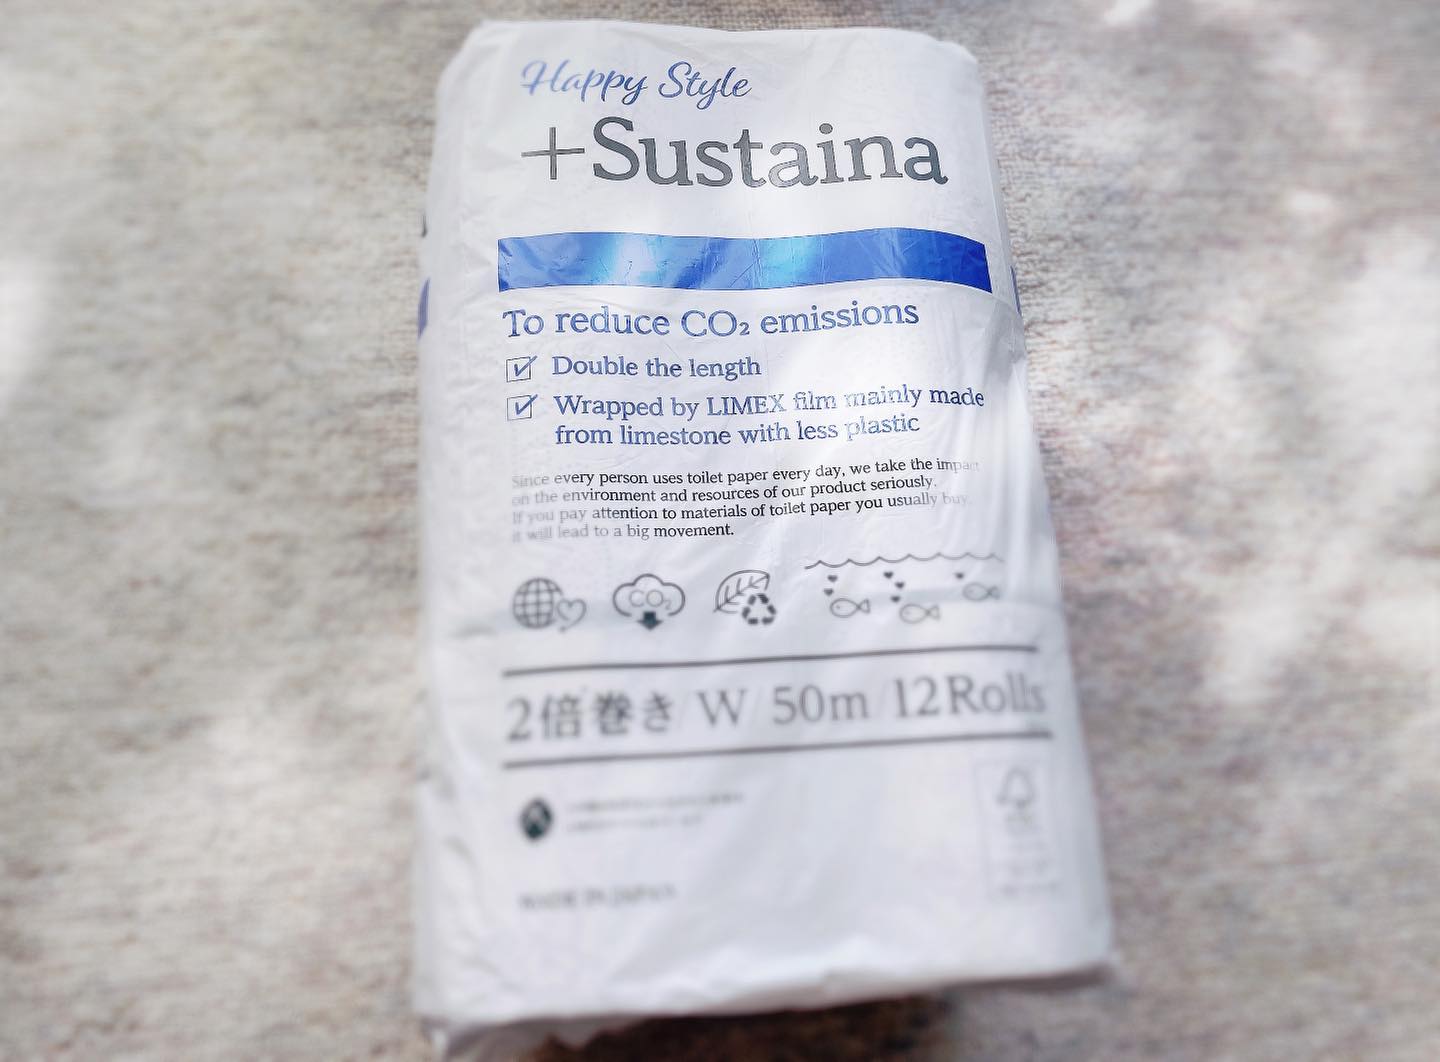 Happy Style
+Sustaina
To reduce CO₂ emissions
Double the length
Wrapped by LIMEX film mainly made
from limestone with less plastic
Since every person uses toilet paper every day, we take the impact
on the environment and resources of our product seriously.
If you pay attention to materials of toilet paper you usually buy,
it will lead to a big movement.
CO₂
2倍巻き / W / 50m / 12Rolls
MADE IN JAPAN